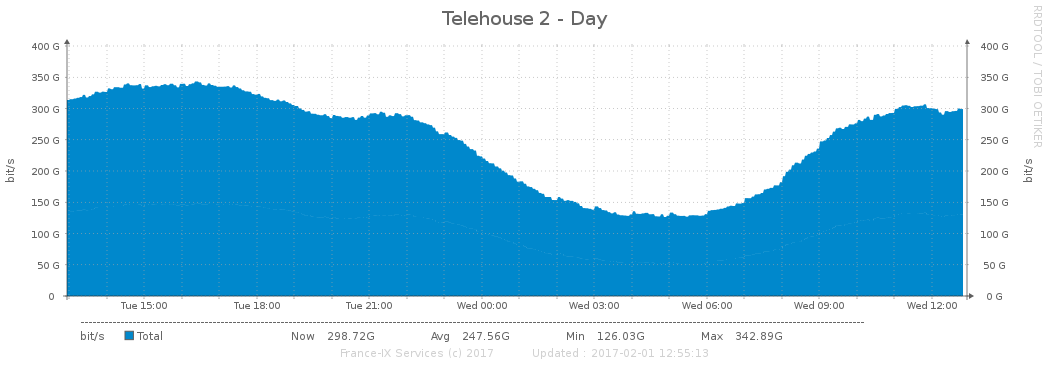 Telehouse 2 - Day
RRDTOOL / TOBI OETIKER
bit/s
bit/s
400 G 400 G
350 G 350 G
300 G 300 G
250 G 250 G
200 G 200 G
150 G 150 G
100 G 100 G
50 G 50 G
0 0 G
Tue 15:00 Tue 18:00 Tue 21:00 Wed 00:00 Wed 03:00 Wed 06:00 Wed 09:00 Wed 12:00
bit/s Total Now 298.72G Avg 247.56G Min 126.03G Max 342.89G
France-IX Services (c) 2017 Updated : 2017-02-01 12:55:13